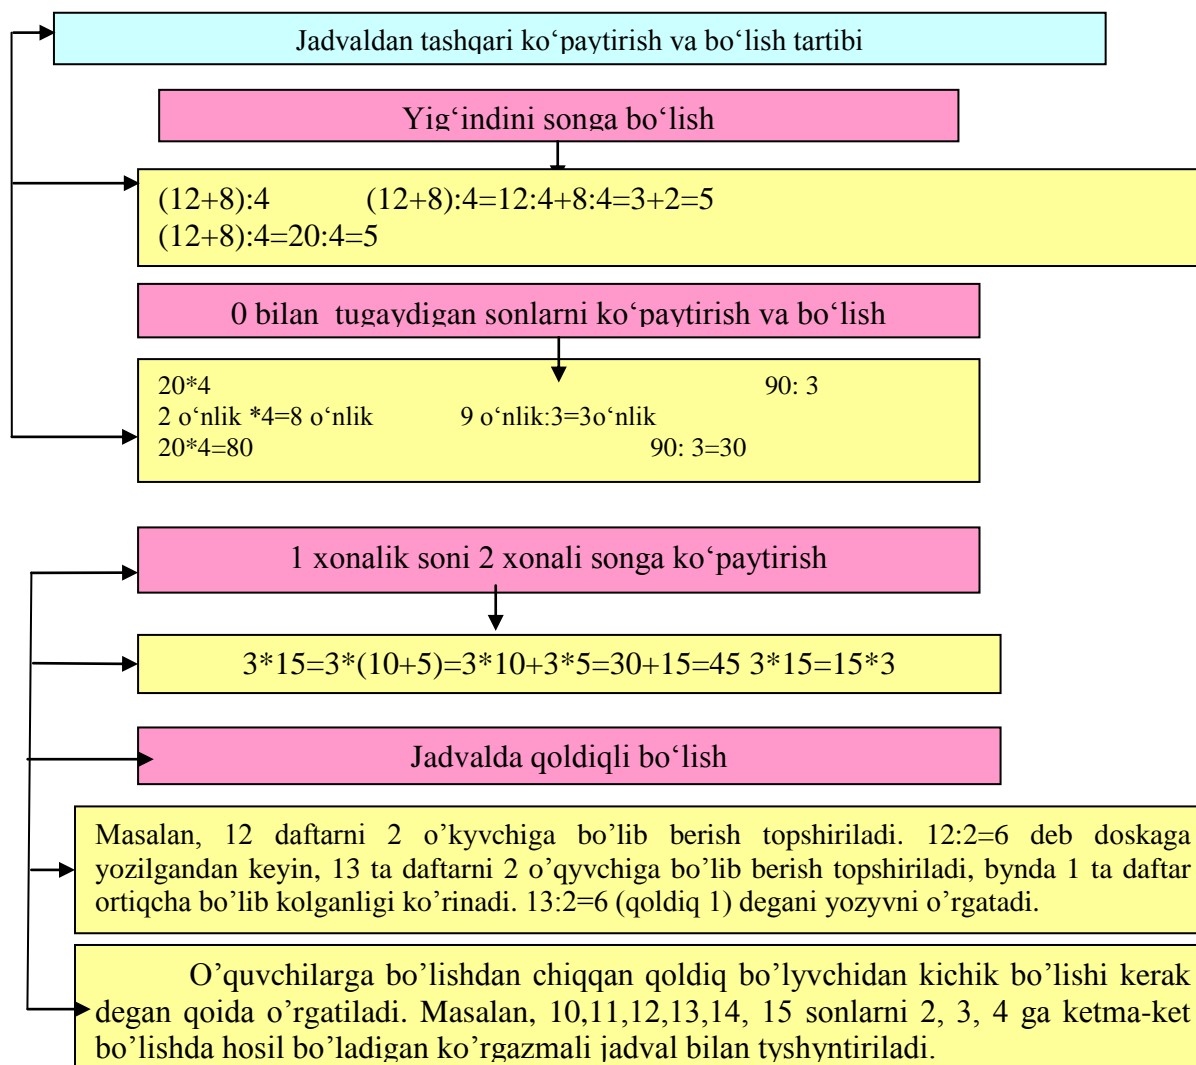 Jadvaldan tashqari ko‘paytirish va bo‘lish tartibi
Yig‘indini songa bo‘lish
(12+8):4 (12+8):4=12:4+8:4=3+2=5
(12+8):4=20:4=5
0 bilan tugaydigan sonlarni ko‘paytirish va bo‘lish
20*4 90: 3
2 o‘nlik *4=8 o‘nlik 9 o‘nlik:3=3o‘nlik
20*4=80 90: 3=30
1 xonalik soni 2 xonali songa ko‘paytirish
3*15=3*(10+5)=3*10+3*5=30+15=45 3*15=15*3
Jadvalda qoldiqli bo‘lish
Masalan, 12 daftarni 2 o’kyvchiga bo’lib berish topshiriladi. 12:2=6 deb doskaga
yozilgandan keyin, 13 ta daftarni 2 o’qyvchiga bo’lib berish topshiriladi, bynda 1 ta daftar
ortiqcha bo’lib kolganligi ko’rinadi. 13:2=6 (qoldiq 1) degani yozyvni o’rgatadi.
O’quvchilarga bo’lishdan chiqqan qoldiq bo’lyvchidan kichik bo’lishi kerak
degan qoida o’rgatiladi. Masalan, 10,11,12,13,14, 15 sonlarni 2, 3, 4 ga ketma-ket
bo’lishda hosil bo’ladigan ko’rgazmali jadval bilan tyshyntiriladi.